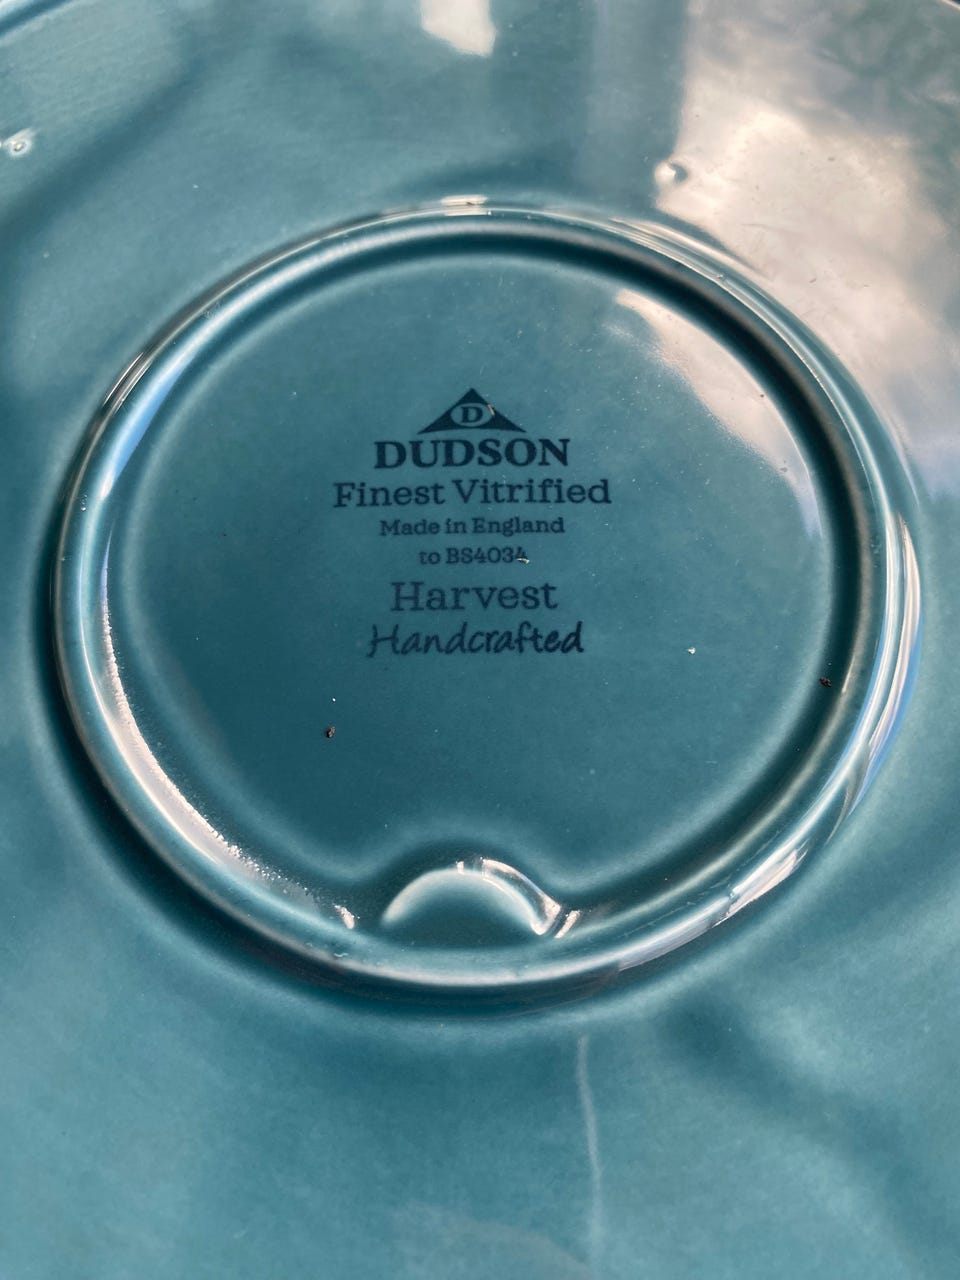 D
DUDSON
Finest Vitrified
Made in England
to BS4034
Harvest
Handcrafted